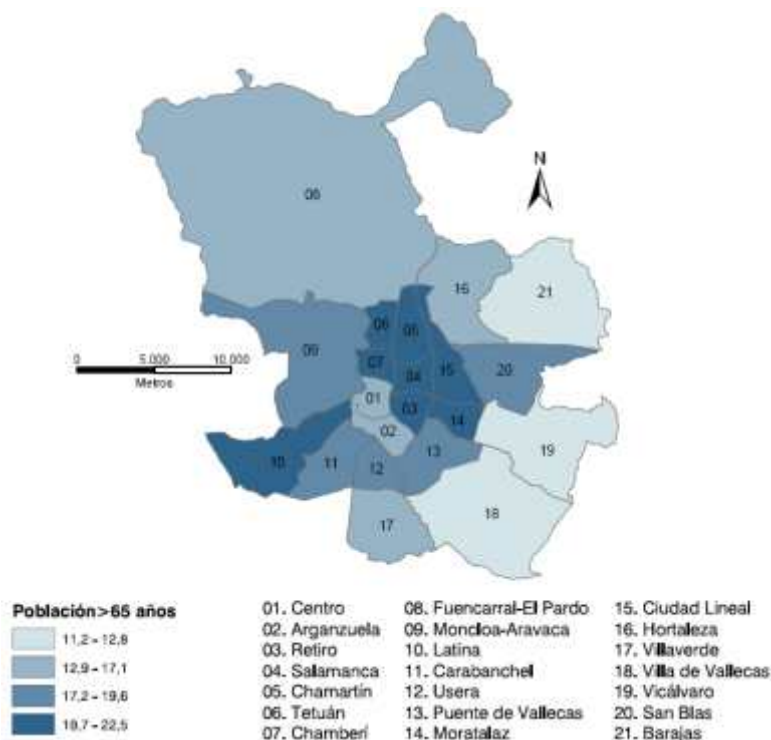 N
08
16
21
06
05
09
07
04
15
20
01
03
14
02
13
19
10
11
12
18
17
0 5.000 10.000
Metros
Población>65 años
11,2 - 12,8
12,9 - 17,1
17,2 - 19,6
19,7 - 22,5
01. Centro
02. Arganzuela
03. Retiro
04. Salamanca
05. Chamartín
06. Tetuán
07. Chamberí
08. Fuencarral-El Pardo
09. Moncloa-Aravaca
10. Latina
11. Carabanchel
12. Usera
13. Puente de Vallecas
14. Moratalaz
15. Ciudad Lineal
16. Hortaleza
17. Villaverde
18. Villa de Vallecas
19. Vicálvaro
20. San Blas
21. Barajas